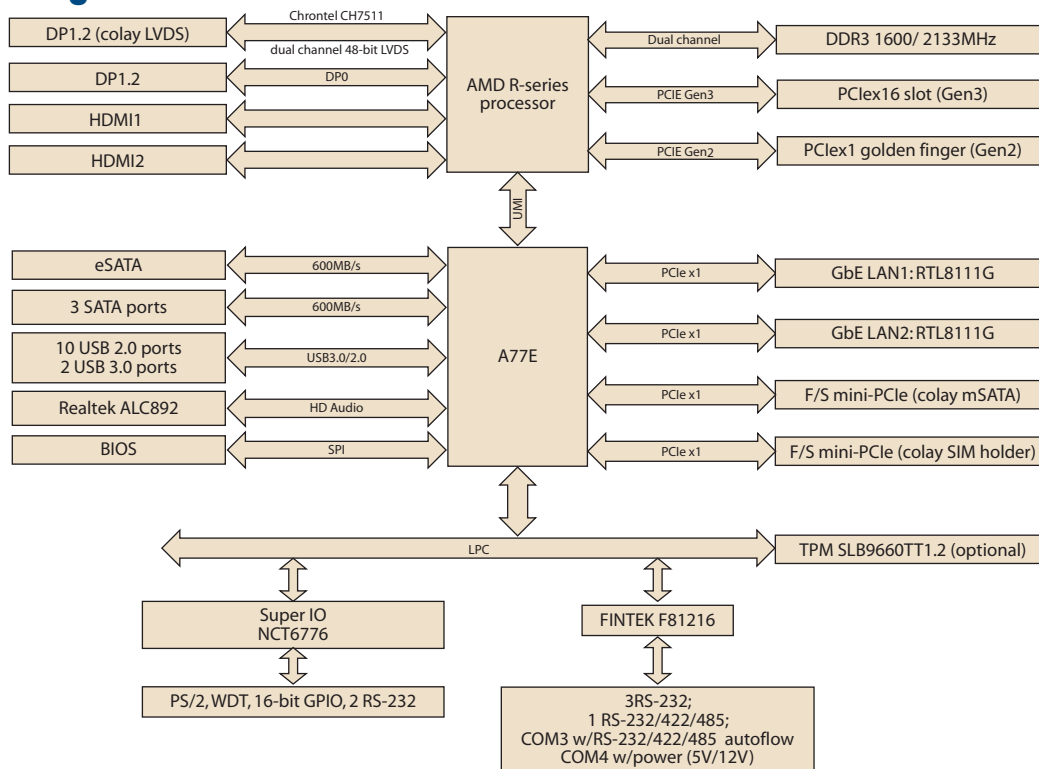 DP1.2 (colay LVDS)
Chrontel CH7511
dual channel 48-bit LVDS
DP1.2
DP0
HDMI1
HDMI2
AMD R-series
processor
Dual channel
DDR3 1600/ 2133MHz
PCIE Gen3
PCIex16 slot (Gen3)
PCIE Gen2
PCIex1 golden finger (Gen2)
UMI
eSATA
600MB/s
3 SATA ports
600MB/s
10 USB 2.0 ports
2 USB 3.0 ports
USB3.0/2.0
Realtek ALC892
HD Audio
BIOS
SPI
A77E
PCIe x1
GbE LAN1: RTL8111G
PCIe x1
GbE LAN2: RTL8111G
PCIe x1
F/S mini-PCIe (colay mSATA)
PCIe x1
F/S mini-PCIe (colay SIM holder)
LPC
TPM SLB9660TT1.2 (optional)
Super IO
NCT6776
PS/2, WDT, 16-bit GPIO, 2 RS-232
FINTEK F81216
3RS-232;
1 RS-232/422/485;
COM3 w/RS-232/422/485 autoflow
COM4 w/power (5V/12V)